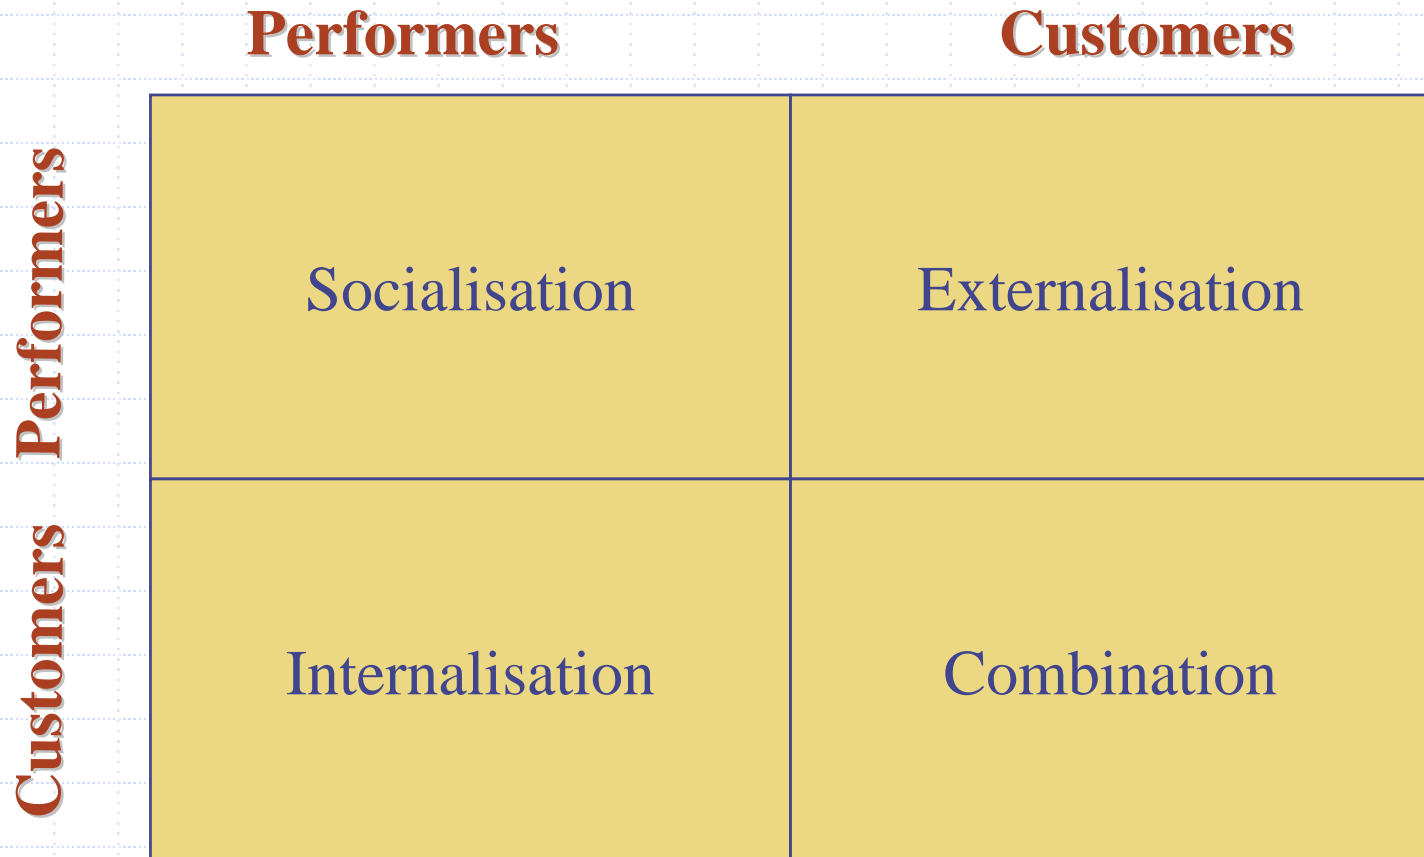 Performers Customers
Performers
Socialisation Externalisation
Customers
Internalisation Combination